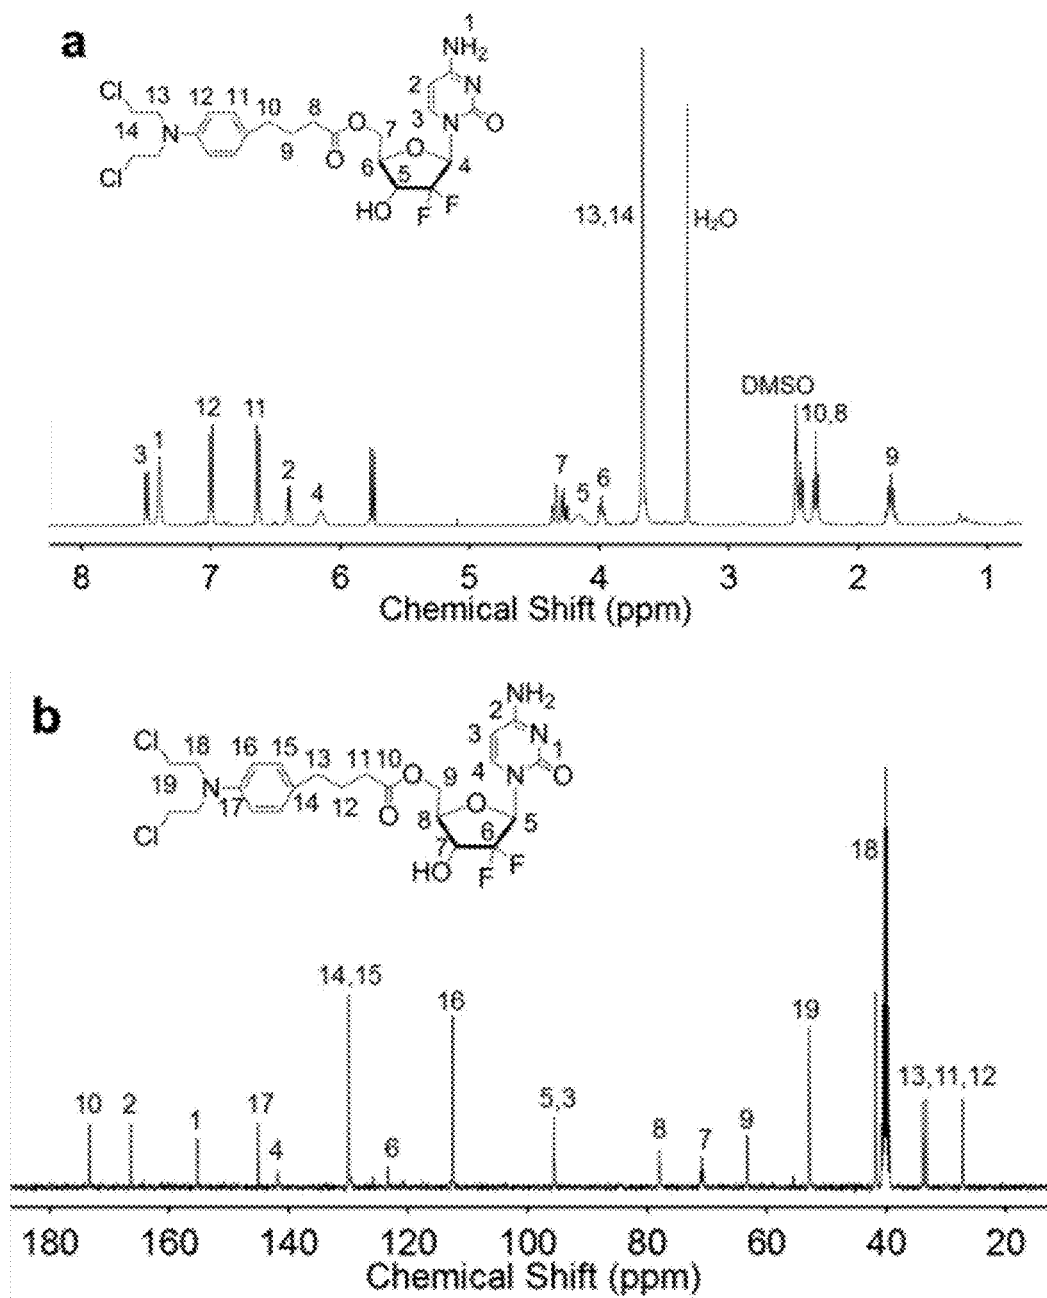 a
1
NH2
2
N
3
N
O
Cl
13
12
11
10
8
O
7
14
N
9
O
6
O
4
5
Cl
HO
F
F
13,14
H2O
DMSO
10,8
12
11
3
1
2
4
7
5
6
9
8 7 6 5 4 3 2 1
Chemical Shift (ppm)
b
NH2
2
3
N
1
4
N
O
Cl
18
16
15
13
11
10
O
9
19
N
17
14
12
O
8
O
5
6
7
Cl
HO
F
F
18
14,15
16
19
10
2
1
17
4
6
5,3
8
7
9
13,11,12
180 160 140 120 100 80 60 40 20
Chemical Shift (ppm)